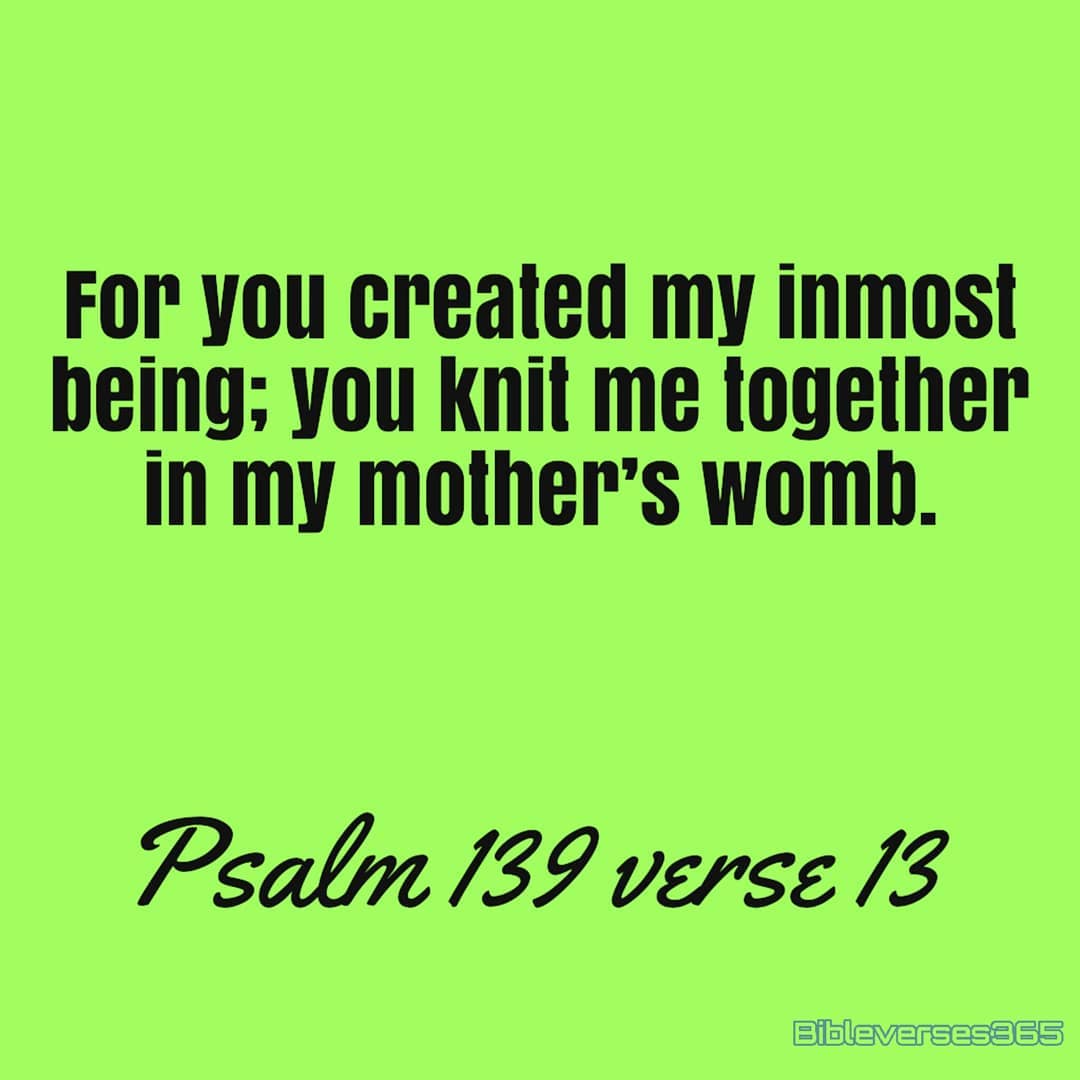 For you created my inmost
being; you knit me together
in my mother’s womb.
Psalm 139 verse 13
Bibleverses365